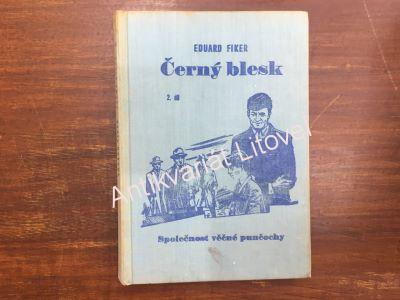 EDUARD FIKER
Černý blesk
2. díl
Antikvariát Litovel
Společnost věčné punčochy